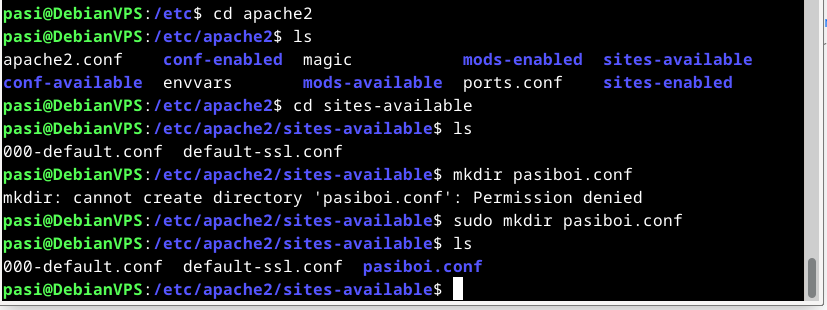 pasi@DebianVPS:/etc$ cd apache2
pasi@DebianVPS:/etc/apache2$ ls
apache2.conf conf-enabled magic mods-enabled sites-available
conf-available envvars mods-available ports.conf sites-enabled
pasi@DebianVPS:/etc/apache2$ cd sites-available
pasi@DebianVPS:/etc/apache2/sites-available$ ls
000-default.conf default-ssl.conf
pasi@DebianVPS:/etc/apache2/sites-available$ mkdir pasiboi.conf
mkdir: cannot create directory 'pasiboi.conf': Permission denied
pasi@DebianVPS:/etc/apache2/sites-available$ sudo mkdir pasiboi.conf
pasi@DebianVPS:/etc/apache2/sites-available$ ls
000-default.conf default-ssl.conf pasiboi.conf
pasi@DebianVPS:/etc/apache2/sites-available$